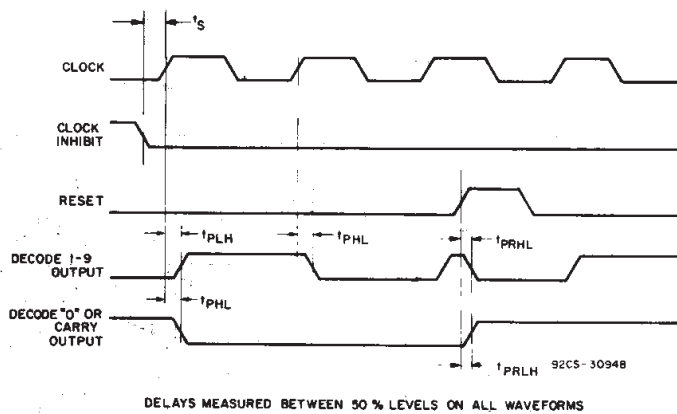 tS
CLOCK
CLOCK
INHIBIT
RESET
tPLH
tPHL
tPRHL
DECODE 1-9
OUTPUT
tPHL
DECODE "0" OR
CARRY
OUTPUT
tPRLH
92CS-30948
DELAYS MEASURED BETWEEN 50 % LEVELS ON ALL WAVEFORMS